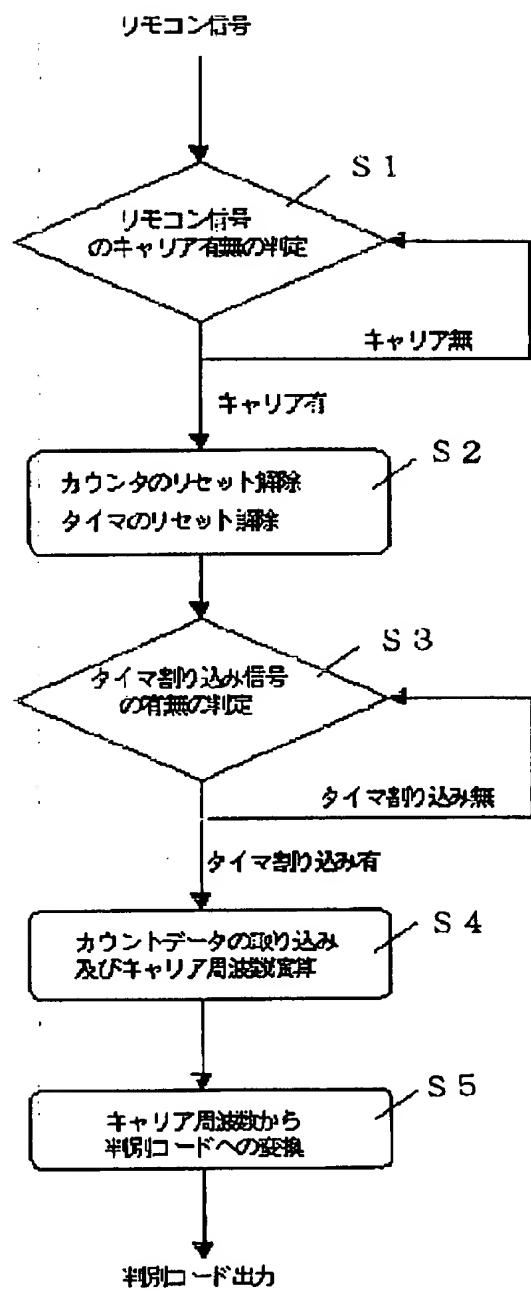 リモコン信号
S1
リモコン信号
のキャリア有無の判定
キャリア無
キャリア有
S2
カウンタのリセット解除
タイマのリセット解除
S3
タイマ割り込み信号
の有無の判定
タイマ割り込み無
タイマ割り込み有
S4
カウントデータの取り込み
及びキャリア周波数演算
S5
キャリア周波数から
判別コードへの変換
判別コード出力